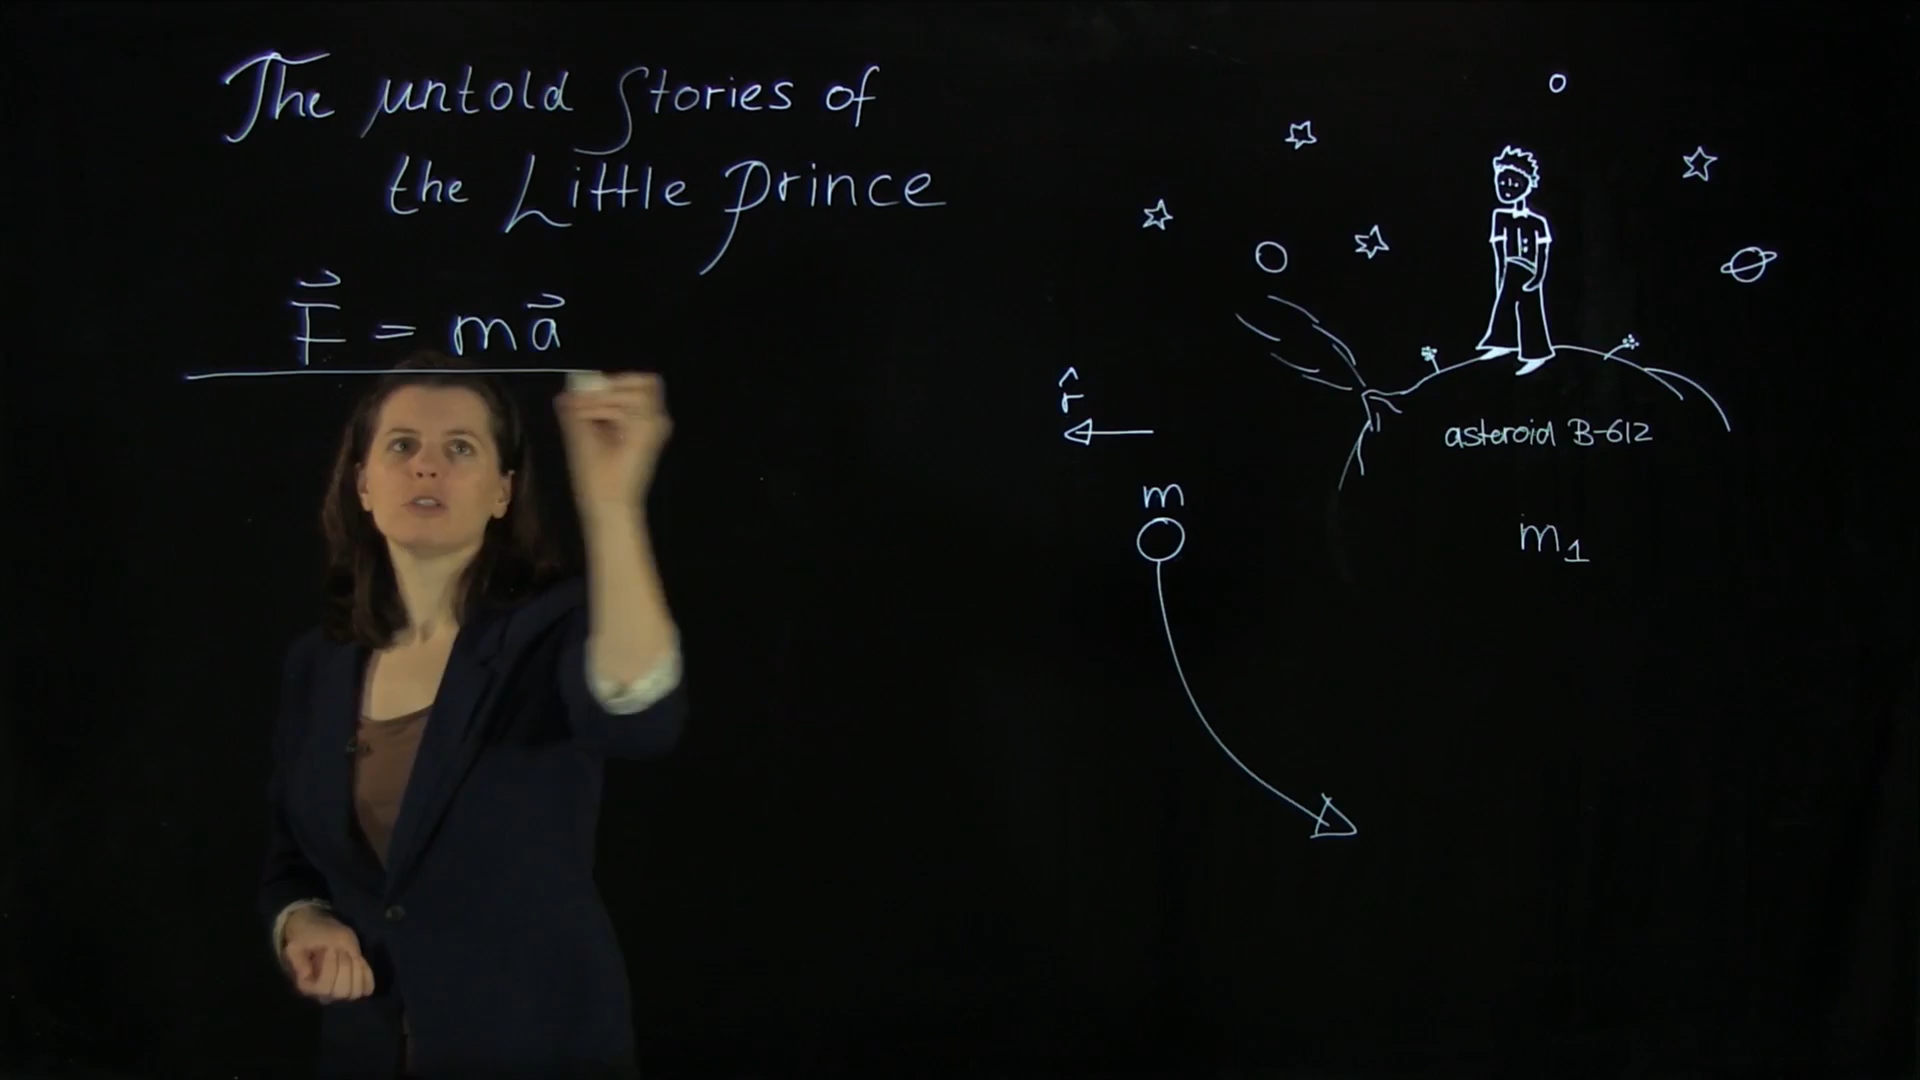 The untold stories of
the Little prince
F⃗ = ma⃗
r̂
m
asteroid B-612
m₁